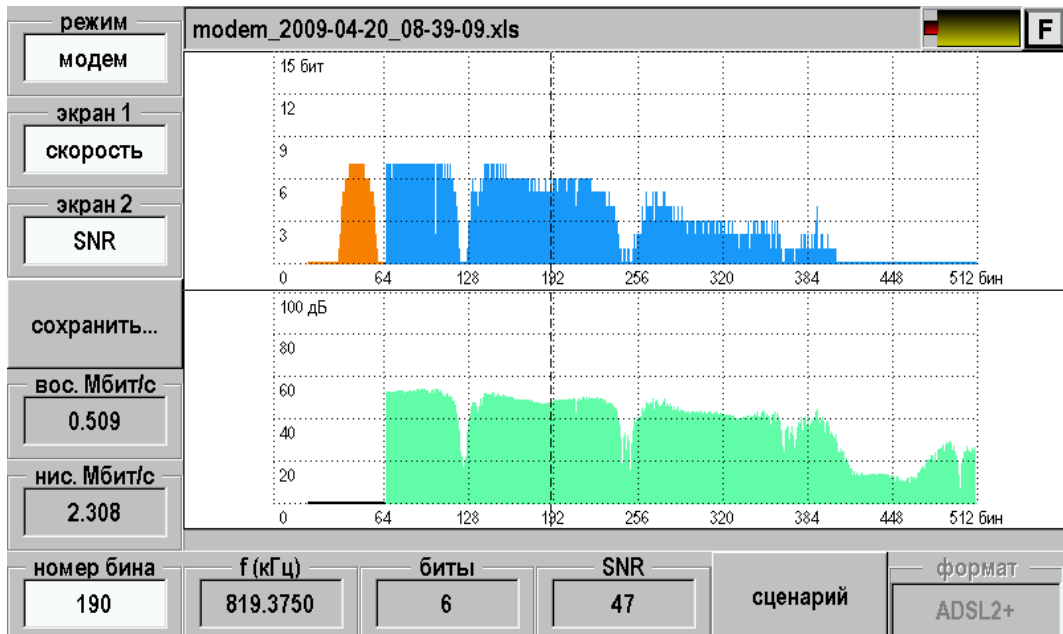 режим
модем
modem_2009-04-20_08-39-09.xls
F
экран 1
скорость
экран 2
SNR
сохранить...
вос. Мбит/с
0.509
нис. Мбит/с
2.308
15 бит
12
9
6
3
0 64 128 192 256 320 384 448 512 бин
100 дБ
80
60
40
20
0 64 128 192 256 320 384 448 512 бин
номер бина
190
f (кГц)
819.3750
биты
6
SNR
47
сценарий
формат
ADSL2+